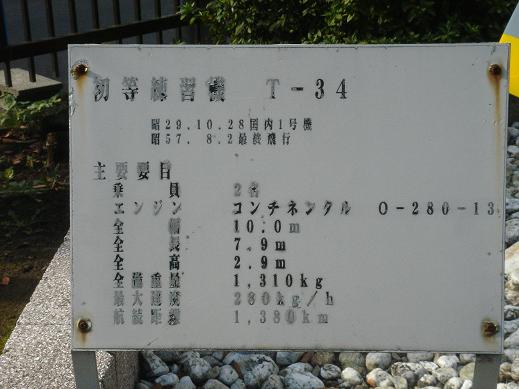 初等練習機 T-34
昭29.10.28国内1号機
昭57.8.2最終飛行
主要要目
乗員 2名
エンジン コンチネンタル O-280-13
全幅 10.0m
全長 7.9m
全高 2.9m
全備重量 1,310kg
最大速度 280kg/h
航続距離 1,380km